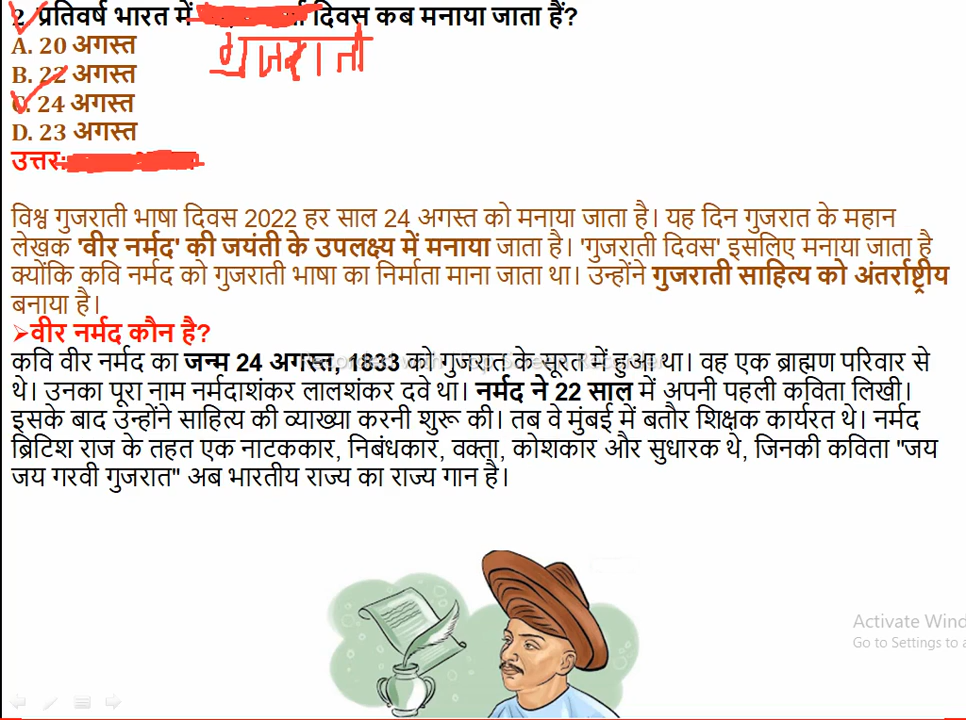 2. प्रतिवर्ष भारत में दिवस कब मनाया जाता हैं?
गुजराती
A. 20 अगस्त
B. 22 अगस्त
C. 24 अगस्त
D. 23 अगस्त
उत्तर:
विश्व गुजराती भाषा दिवस 2022 हर साल 24 अगस्त को मनाया जाता है। यह दिन गुजरात के महान
लेखक 'वीर नर्मद' की जयंती के उपलक्ष्य में मनाया जाता है। 'गुजराती दिवस' इसलिए मनाया जाता है
क्योंकि कवि नर्मद को गुजराती भाषा का निर्माता माना जाता था। उन्होंने गुजराती साहित्य को अंतर्राष्ट्रीय
बनाया है।
➢वीर नर्मद कौन है?
कवि वीर नर्मद का जन्म 24 अगस्त, 1833 को गुजरात के सूरत में हुआ था। वह एक ब्राह्मण परिवार से
थे। उनका पूरा नाम नर्मदाशंकर लालशंकर दवे था। नर्मद ने 22 साल में अपनी पहली कविता लिखी।
इसके बाद उन्होंने साहित्य की व्याख्या करनी शुरू की। तब वे मुंबई में बतौर शिक्षक कार्यरत थे। नर्मद
ब्रिटिश राज के तहत एक नाटककार, निबंधकार, वक्ता, कोशकार और सुधारक थे, जिनकी कविता "जय
जय गरवी गुजरात" अब भारतीय राज्य का राज्य गान है।
Activate Wind
Go to Settings to a